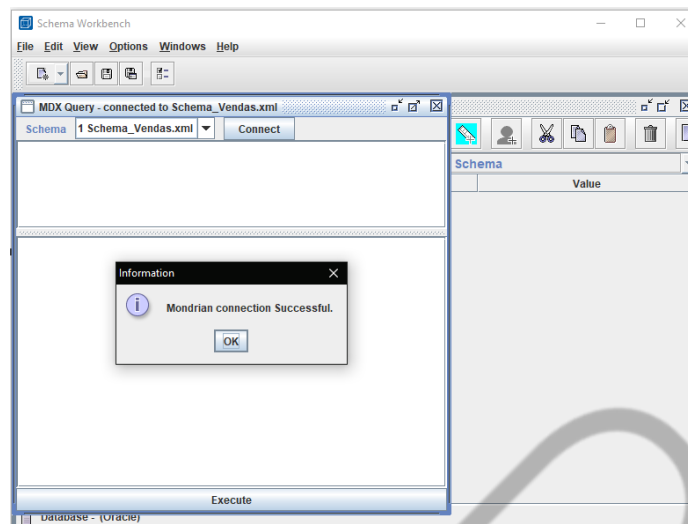 Schema Workbench
File Edit View Options Windows Help
MDX Query - connected to Schema_Vendas.xml
Schema 1 Schema_Vendas.xml Connect
Schema
Value
Information
i
Mondrian connection Successful.
OK
Execute
Database - (Oracle)